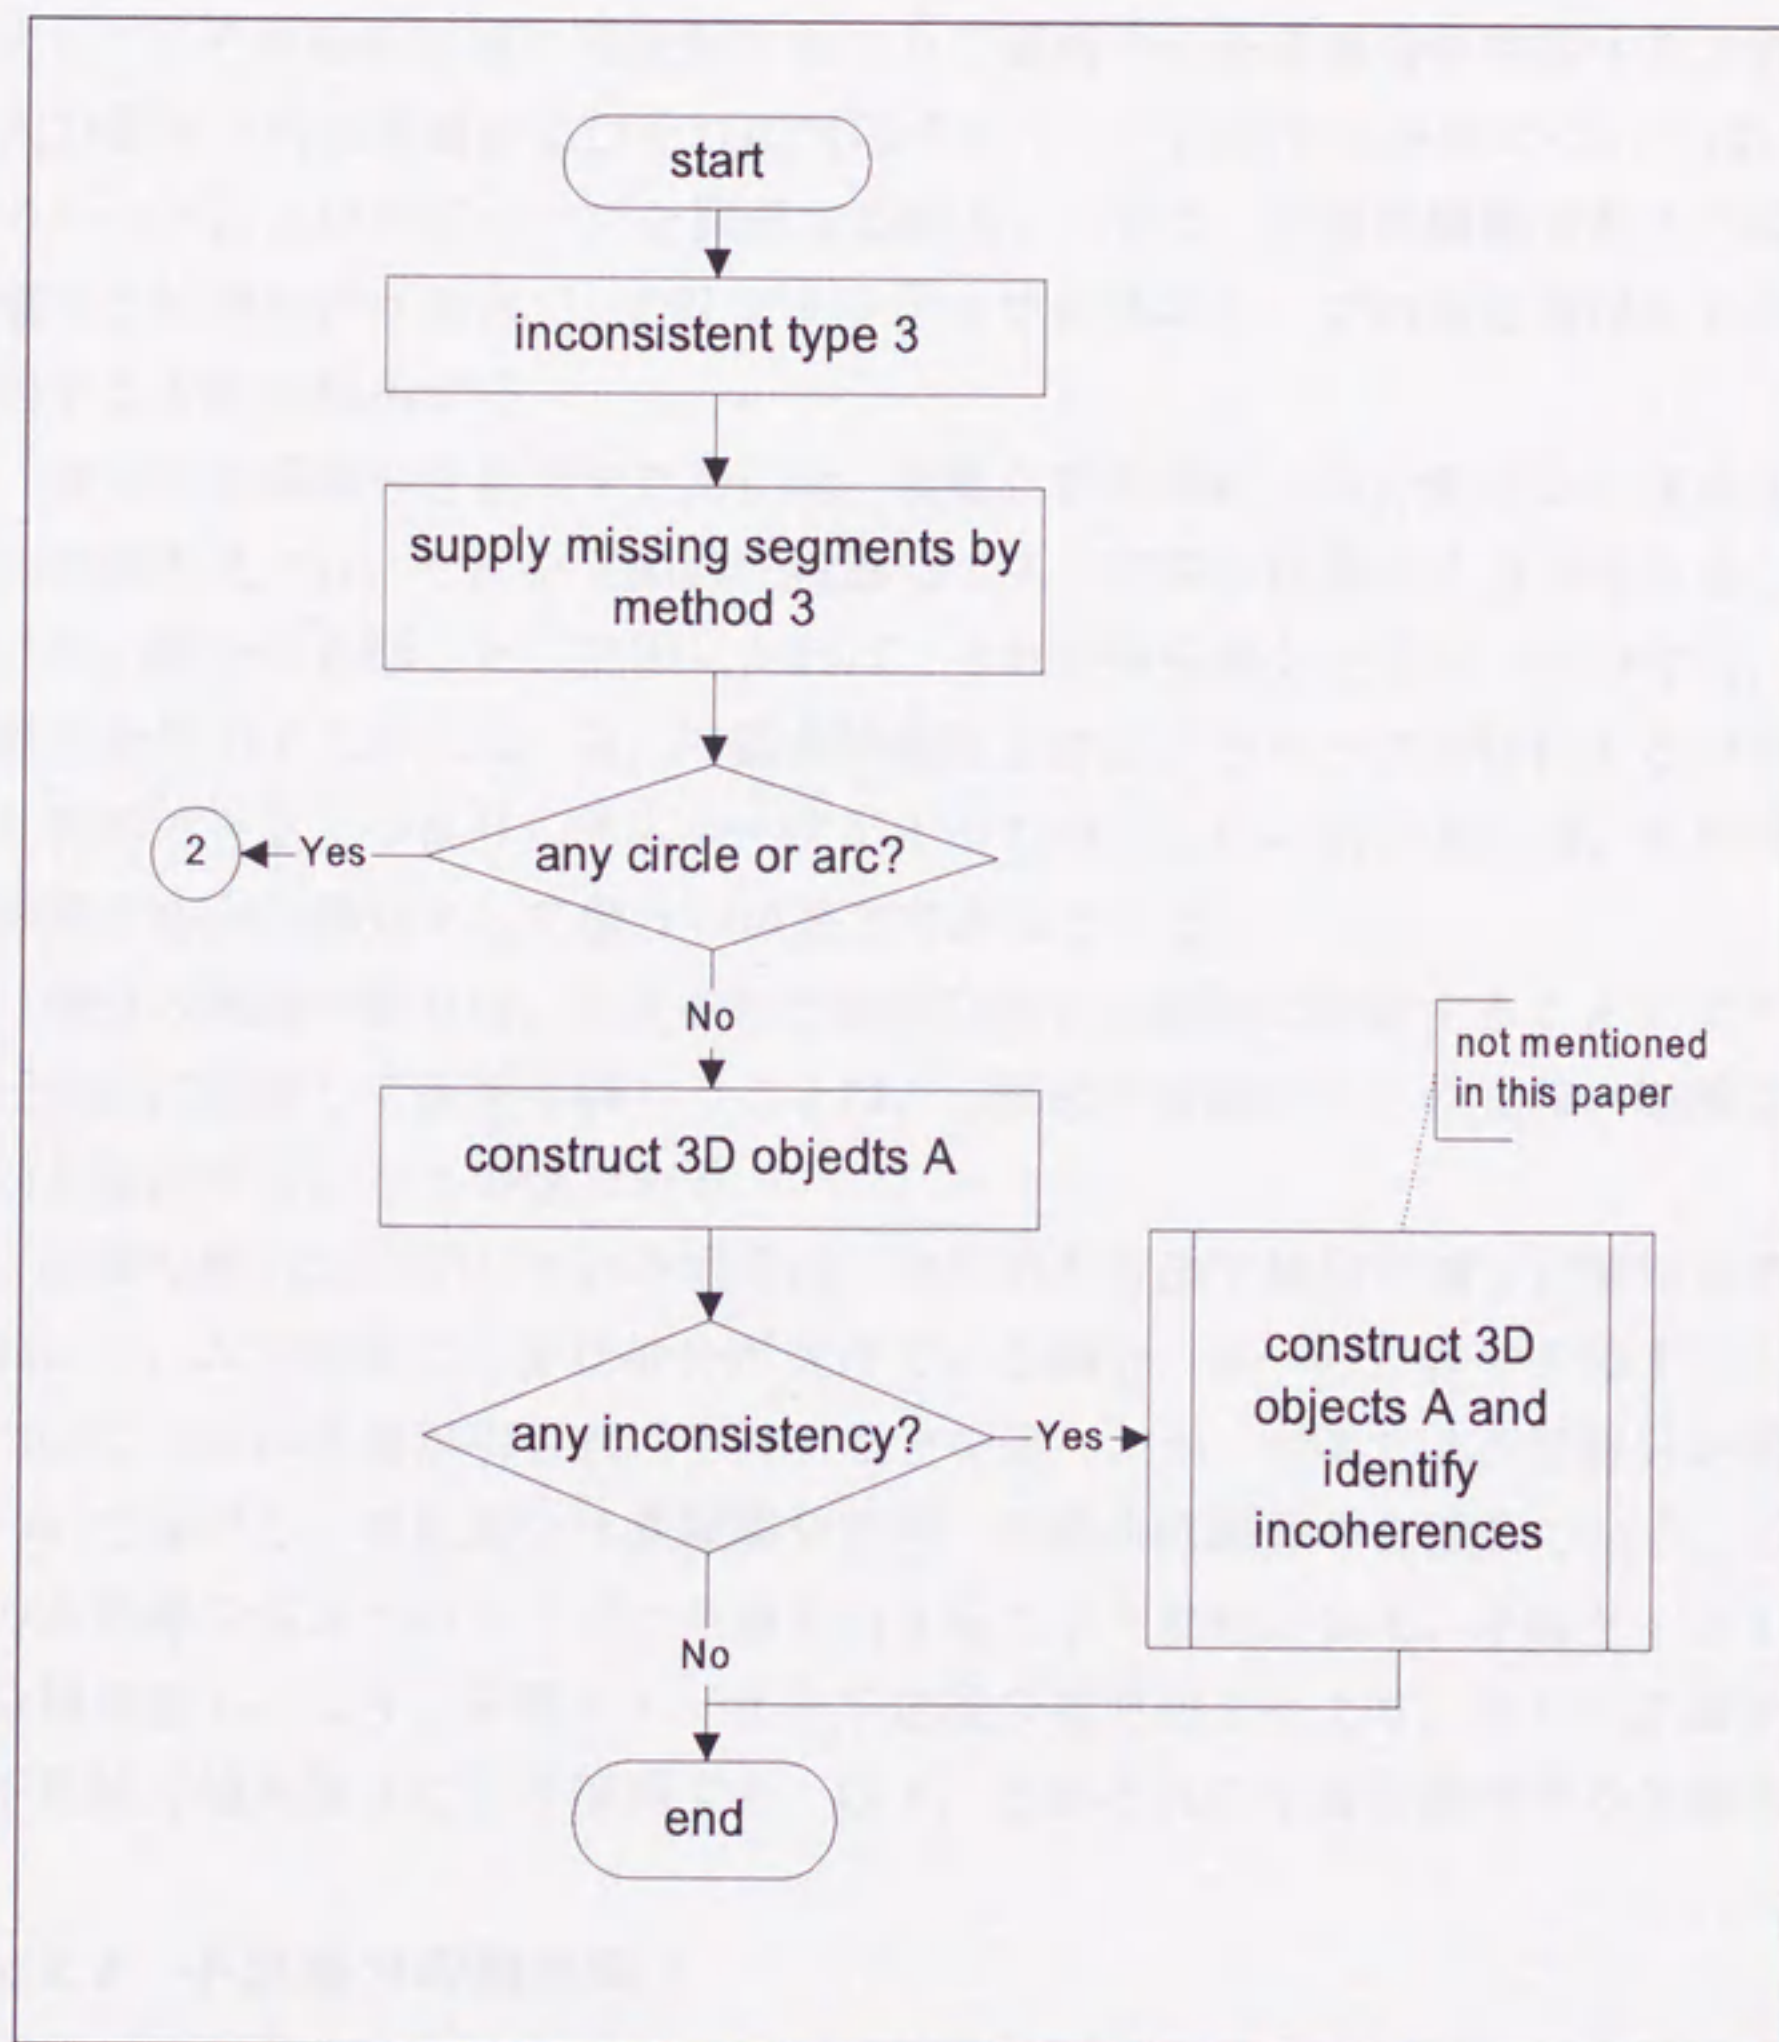 start
inconsistent type 3
supply missing segments by
method 3
any circle or arc?
Yes
2
No
construct 3D objedts A
not mentioned
in this paper
any inconsistency?
Yes
construct 3D
objects A and
identify
incoherences
No
end